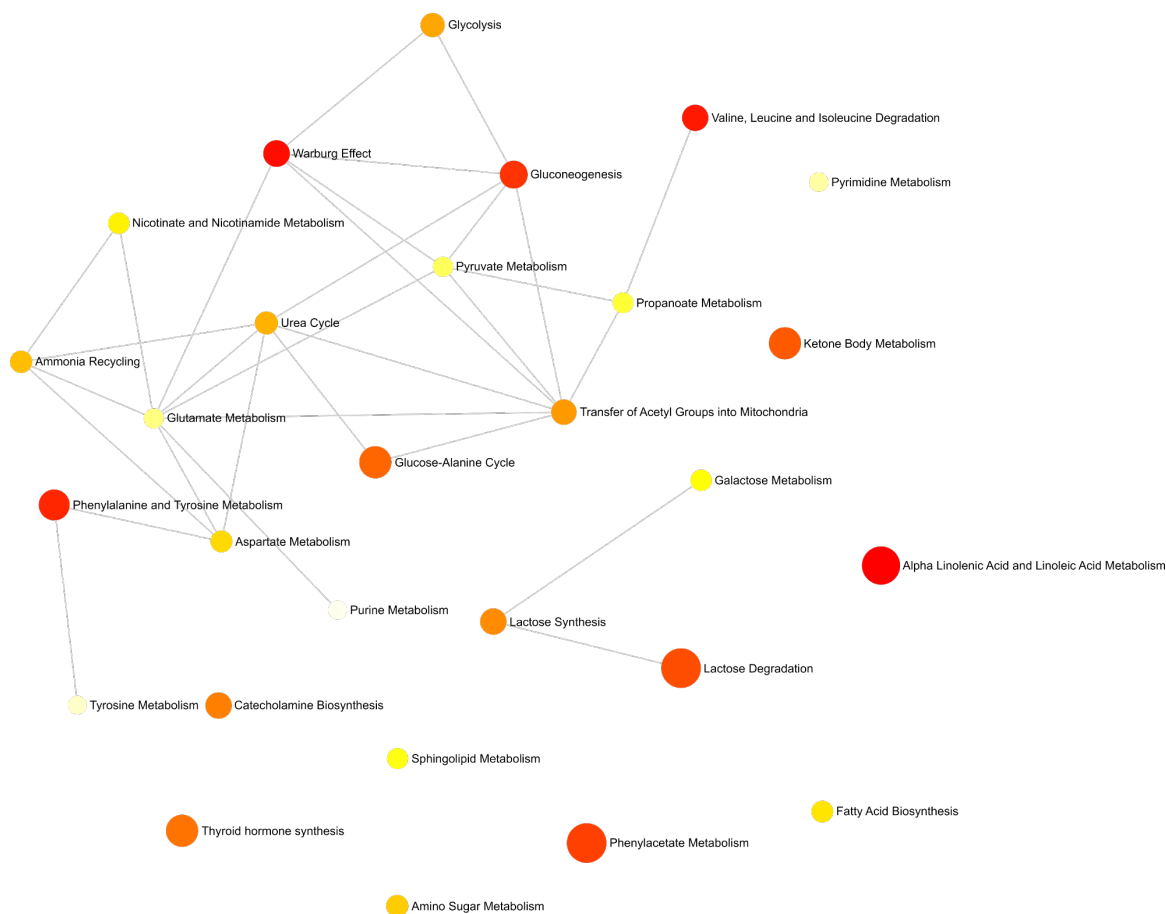 Glycolysis
Valine, Leucine and Isoleucine Degradation
Warburg Effect
Gluconeogenesis
Pyrimidine Metabolism
Nicotinate and Nicotinamide Metabolism
Pyruvate Metabolism
Propanoate Metabolism
Urea Cycle
Ketone Body Metabolism
Ammonia Recycling
Glutamate Metabolism
Transfer of Acetyl Groups into Mitochondria
Glucose-Alanine Cycle
Galactose Metabolism
Phenylalanine and Tyrosine Metabolism
Aspartate Metabolism
Alpha Linolenic Acid and Linoleic Acid Metabolism
Purine Metabolism
Lactose Synthesis
Lactose Degradation
Tyrosine Metabolism
Catecholamine Biosynthesis
Sphingolipid Metabolism
Fatty Acid Biosynthesis
Thyroid hormone synthesis
Phenylacetate Metabolism
Amino Sugar Metabolism